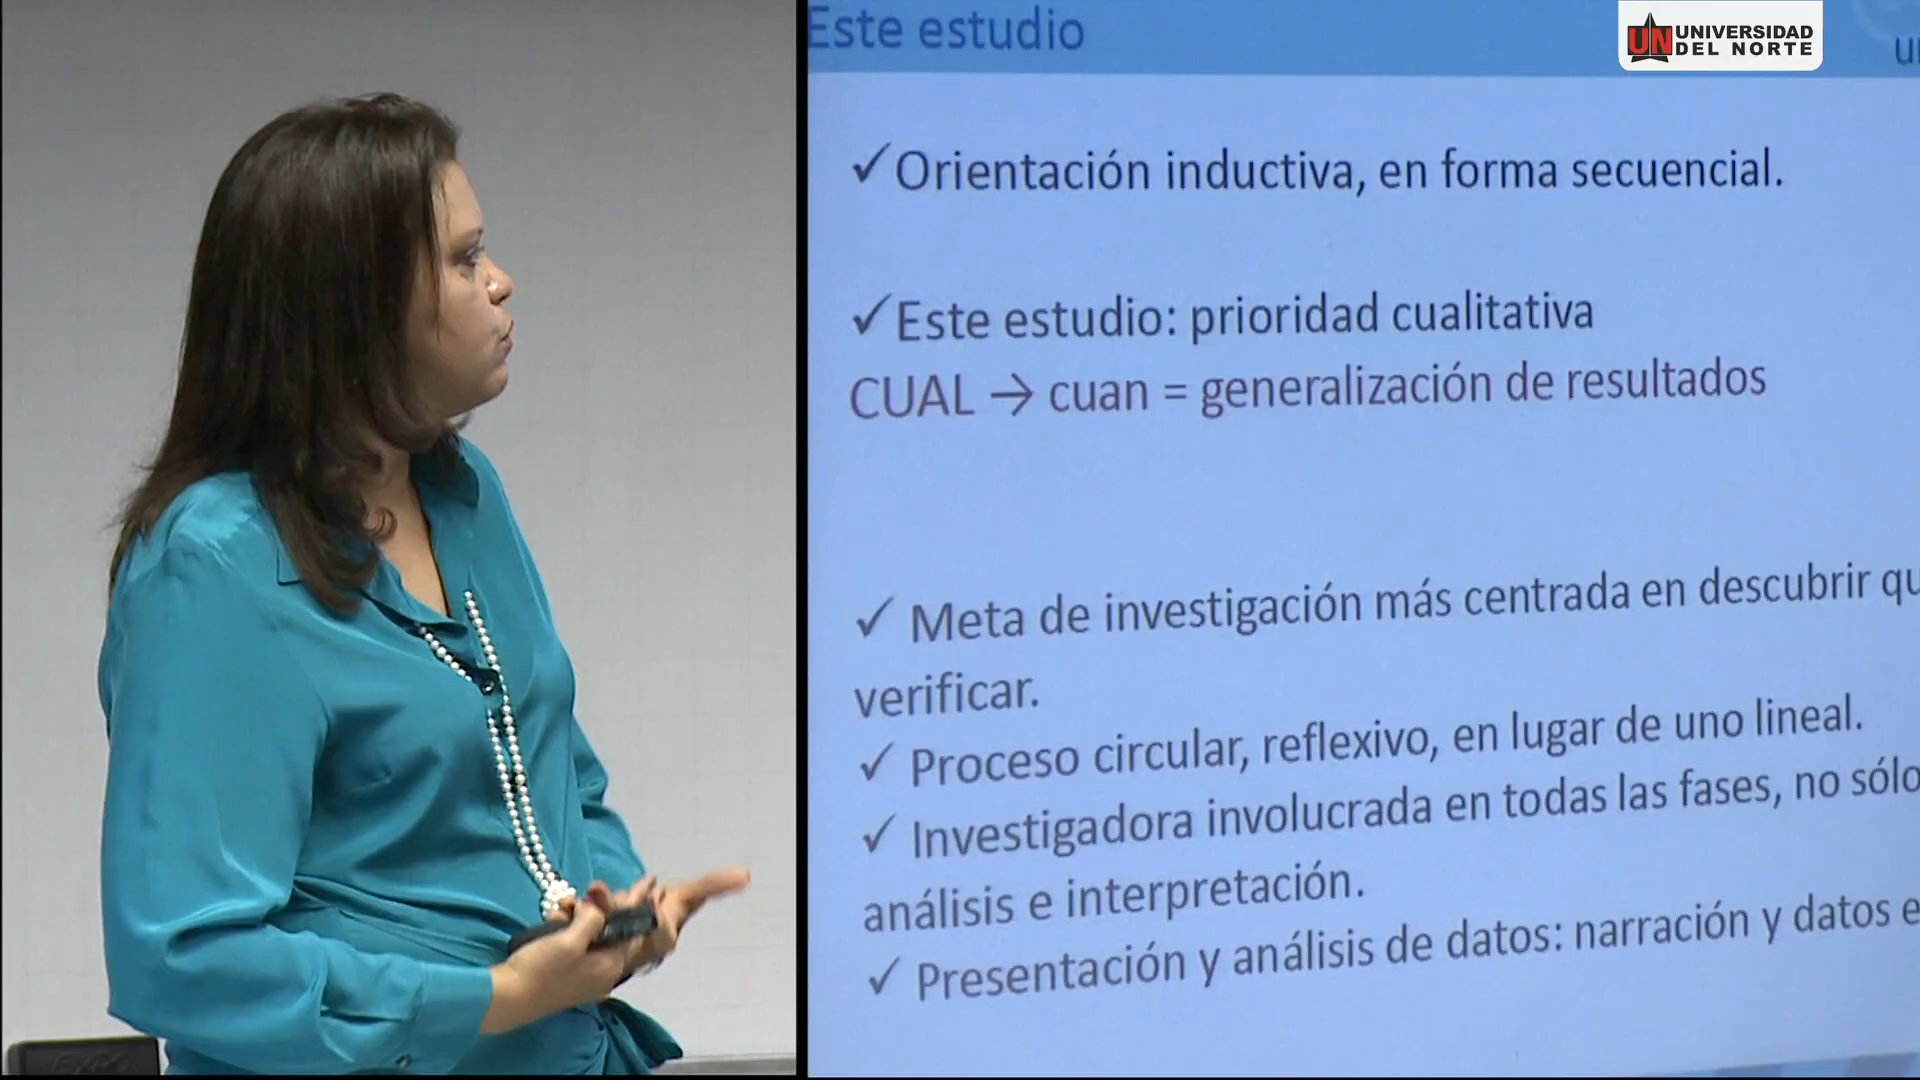 Este estudio
UN UNIVERSIDAD
DEL NORTE
✓Orientación inductiva, en forma secuencial.
✓Este estudio: prioridad cualitativa
CUAL → cuan = generalización de resultados
✓ Meta de investigación más centrada en descubrir
verificar.
✓ Proceso circular, reflexivo, en lugar de uno lineal.
✓ Investigadora involucrada en todas las fases, no sólo
análisis e interpretación.
✓ Presentación y análisis de datos: narración y datos